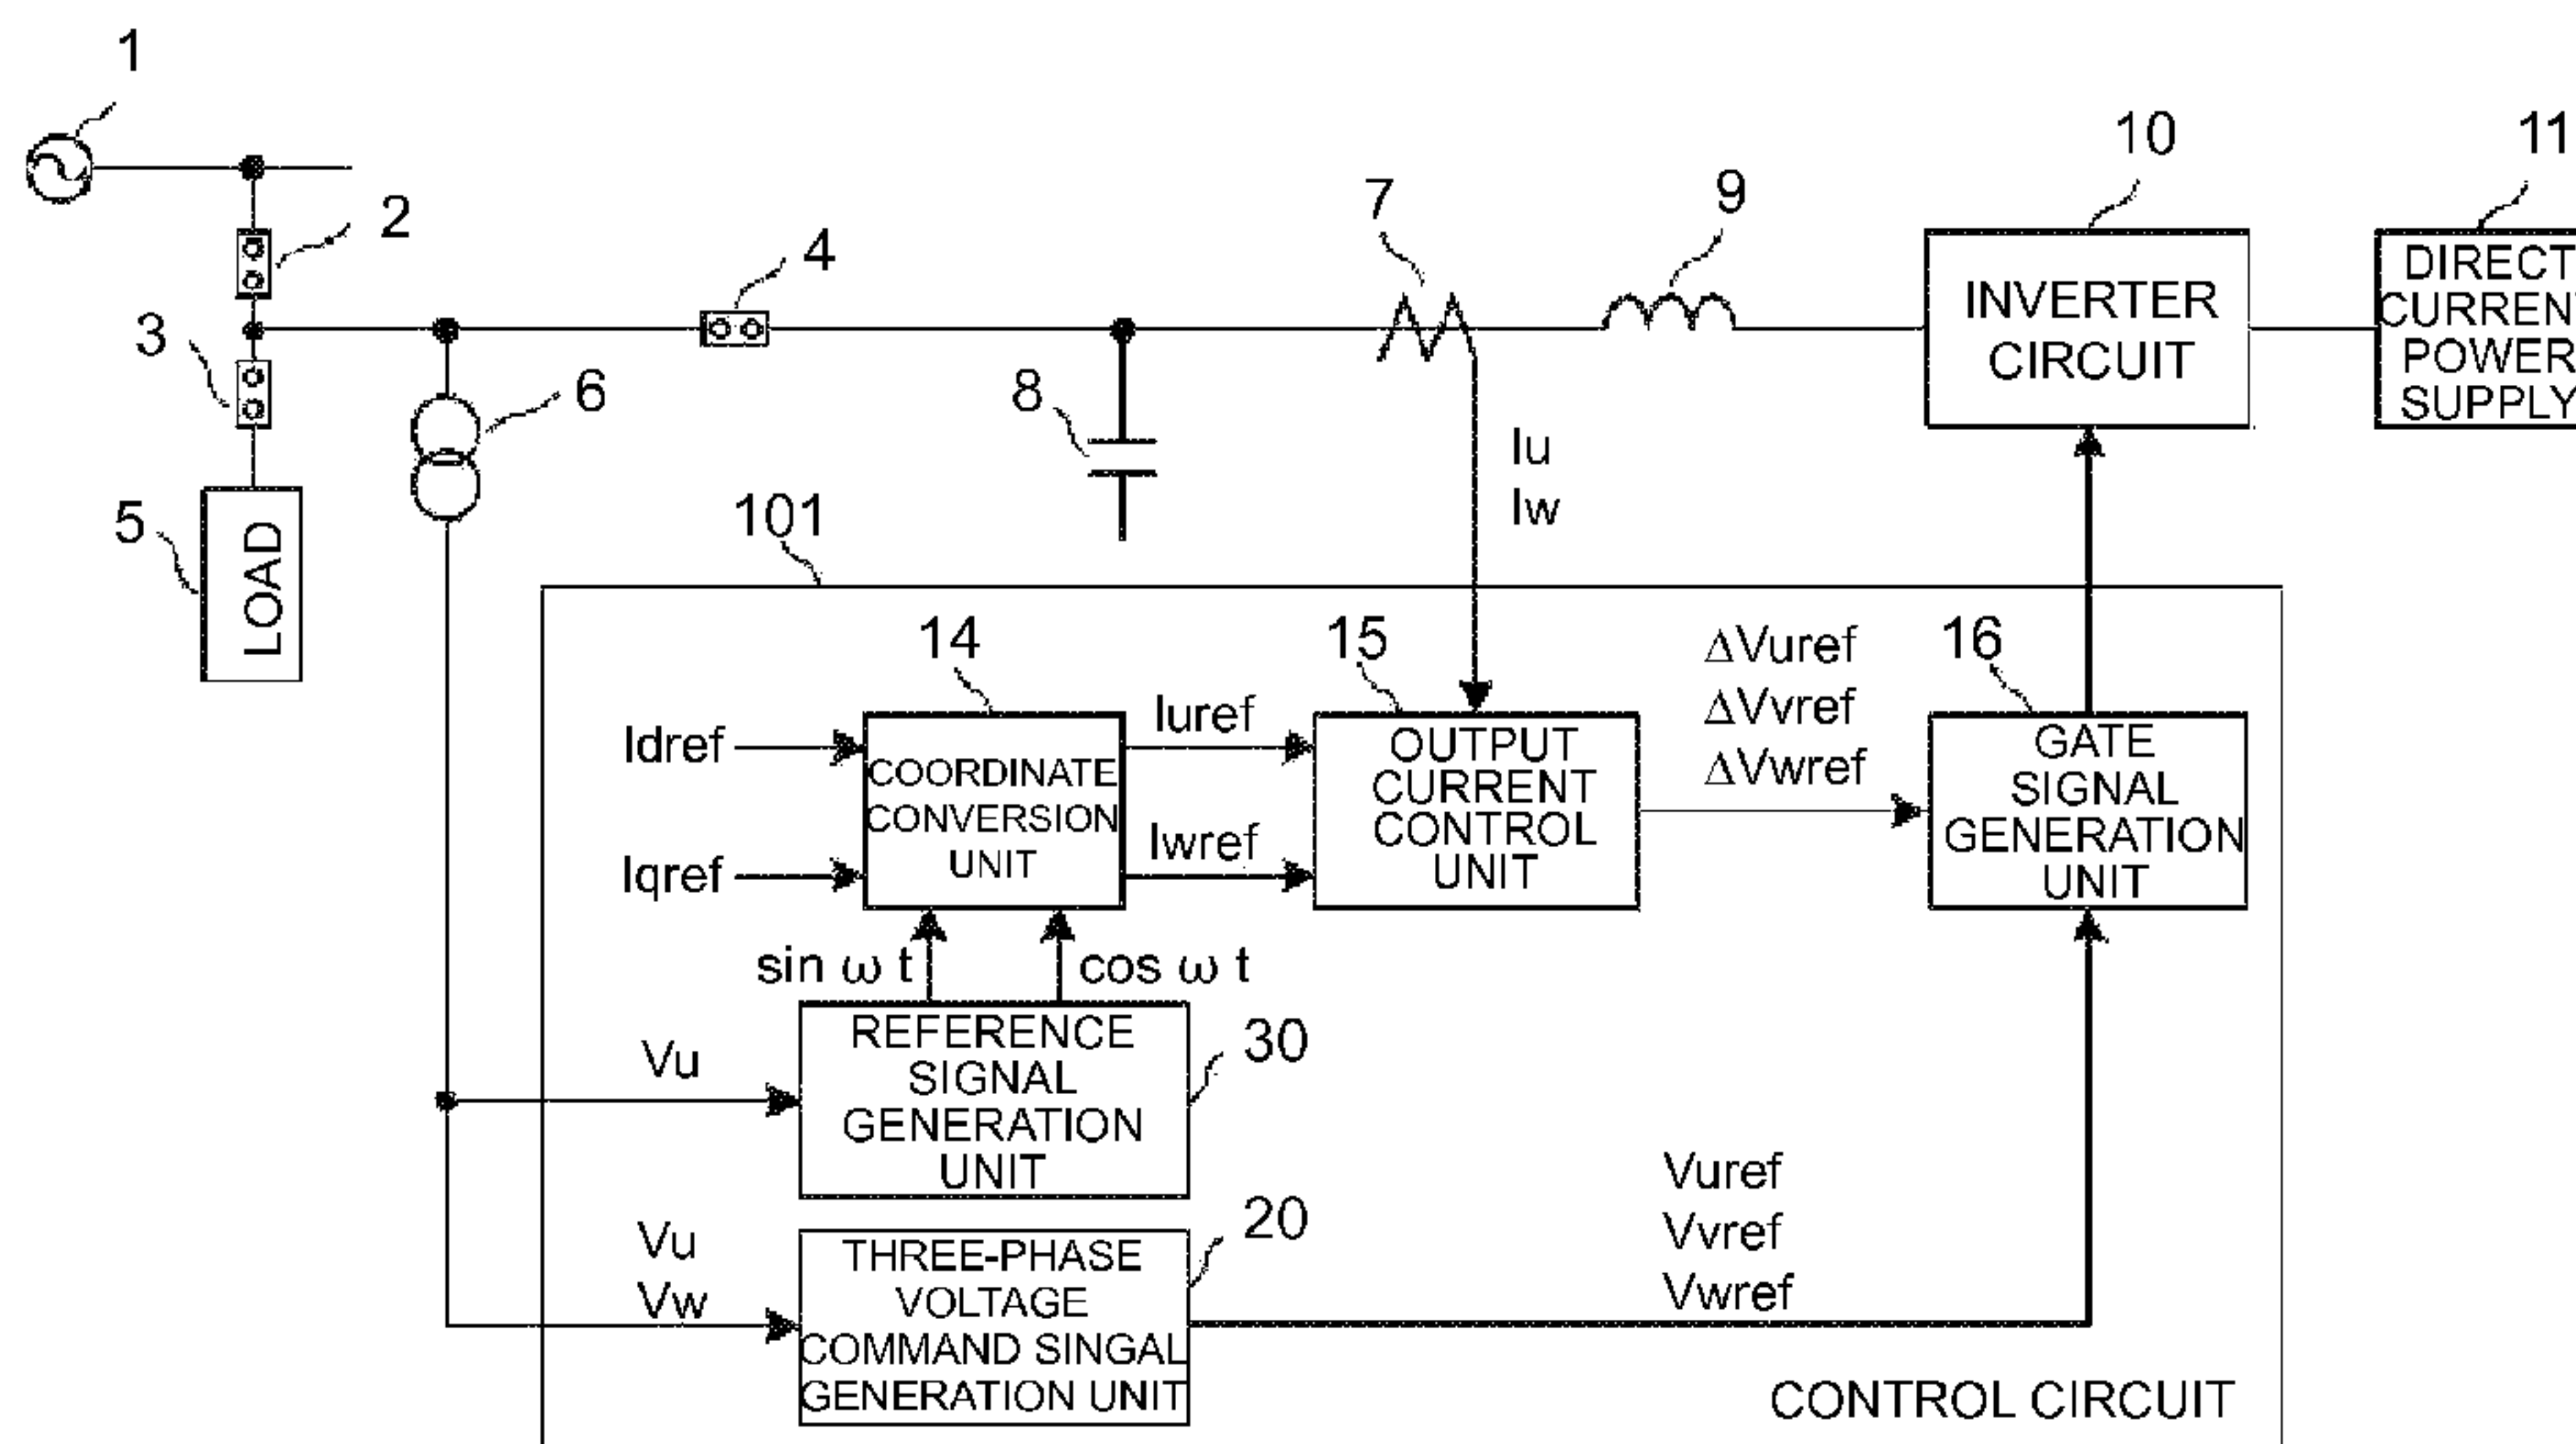 1
10
11
2
7
9
4
DIRECT
CURRENT
POWER
SUPPLY
INVERTER
CIRCUIT
3
6
8
Iu
Iw
5
LOAD
101
14
15
ΔVuref
ΔVvref
ΔVwref
16
Idref
Iqref
COORDINATE
CONVERSION
UNIT
Iuref
Iwref
OUTPUT
CURRENT
CONTROL
UNIT
GATE
SIGNAL
GENERATION
UNIT
sin ω t
cos ω t
Vu
REFERENCE
SIGNAL
GENERATION
UNIT
30
Vu
Vw
THREE-PHASE
VOLTAGE
COMMAND SINGAL
GENERATION UNIT
20
Vuref
Vvref
Vwref
CONTROL CIRCUIT